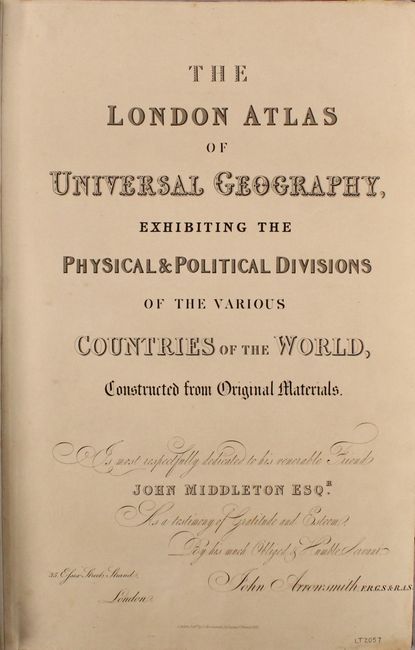 THE
LONDON ATLAS
OF
UNIVERSAL GEOGRAPHY,
EXHIBITING THE
PHYSICAL & POLITICAL DIVISIONS
OF THE VARIOUS
COUNTRIES OF THE WORLD,
Constructed from Original Materials.
Is most respectfully dedicated to his venerable Friend
JOHN MIDDLETON ESQR.
As a testimony of Gratitude and Esteem,
By his much Obliged & Humble Servant
35 Essex Street, Strand,
London.
John Arrowsmith, F.R.G.S & R.A.S.
LT2057